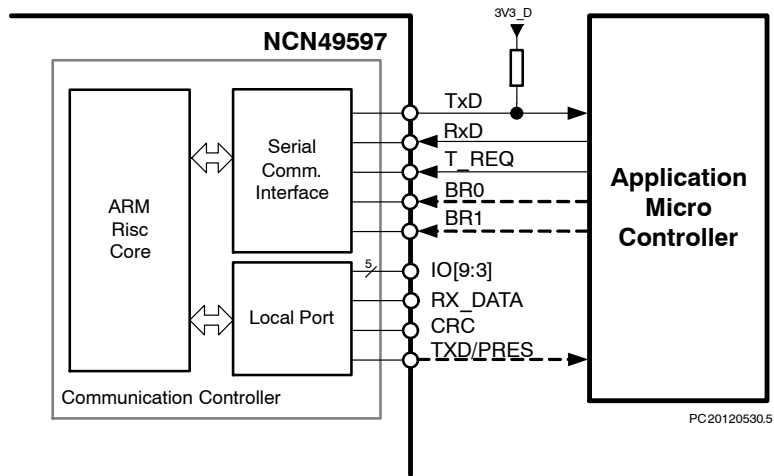 3V3_D
NCN49597
TxD
RxD
T_REQ
BR0
BR1
Serial
Comm.
Interface
ARM
Risc
Core
Application
Micro
Controller
5
IO[9:3]
RX_DATA
CRC
TXD/PRES
Local Port
Communication Controller
PC20120530.5